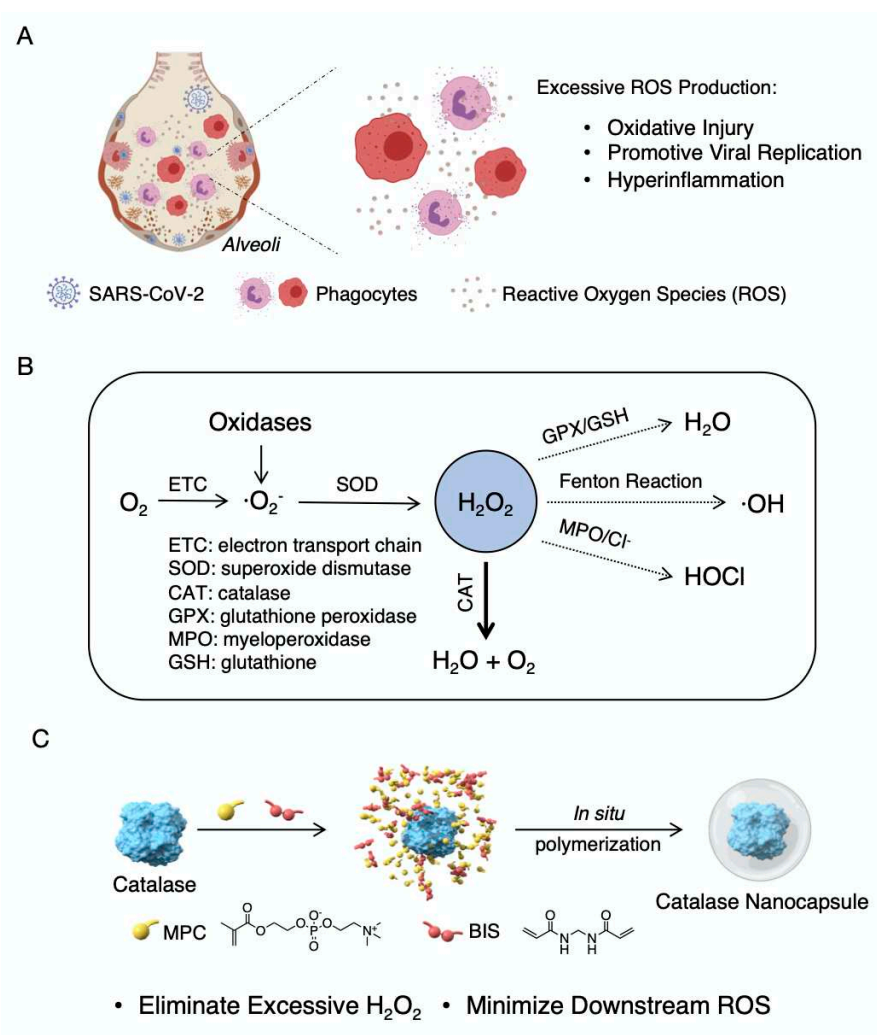 A
Excessive ROS Production:
• Oxidative Injury
• Promotive Viral Replication
• Hyperinflammation
Alveoli
SARS-CoV-2
Phagocytes
Reactive Oxygen Species (ROS)
B
Oxidases
GPX/GSH
H₂O
O₂
ETC
·O₂⁻
SOD
H₂O₂
Fenton Reaction
·OH
MPO/Cl⁻
HOCl
CAT
H₂O + O₂
ETC: electron transport chain
SOD: superoxide dismutase
CAT: catalase
GPX: glutathione peroxidase
MPO: myeloperoxidase
GSH: glutathione
C
Catalase
In situ
polymerization
Catalase Nanocapsule
MPC
O
O
O
O⁻
P
O
O
N⁺
BIS
O
N
H
N
H
O
• Eliminate Excessive H₂O₂ • Minimize Downstream ROS